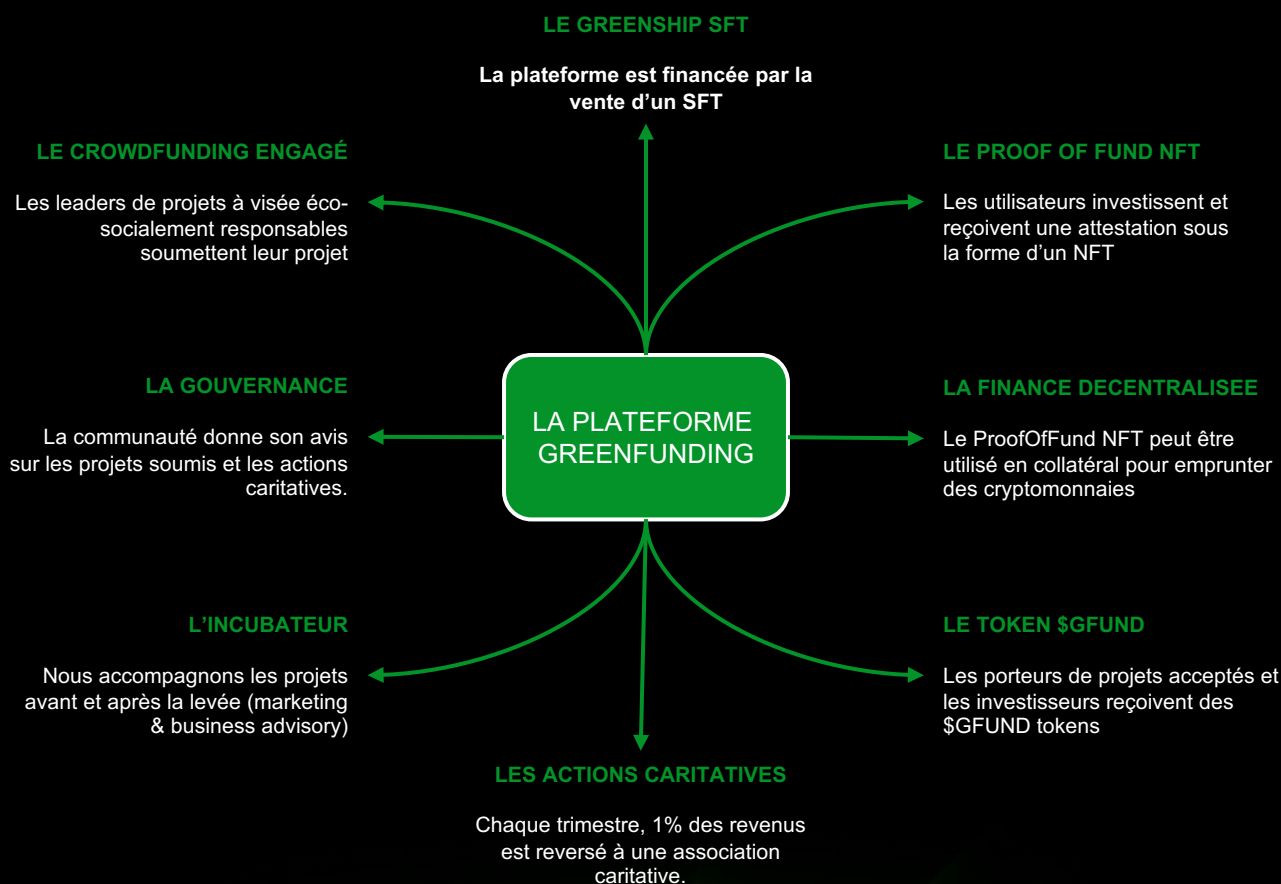 LE GREENSHIP SFT
La plateforme est financée par la
vente d’un SFT
LE CROWDFUNDING ENGAGÉ
Les leaders de projets à visée éco-
socialement responsables
soumettent leur projet
LE PROOF OF FUND NFT
Les utilisateurs investissent et
reçoivent une attestation sous
la forme d’un NFT
LA GOUVERNANCE
La communauté donne son avis
sur les projets soumis et les actions
caritatives.
LA PLATEFORME
GREENFUNDING
LA FINANCE DECENTRALISEE
Le ProofOfFund NFT peut être
utilisé en collatéral pour emprunter
des cryptomonnaies
L’INCUBATEUR
Nous accompagnons les projets
avant et après la levée (marketing
& business advisory)
LE TOKEN $GFUND
Les porteurs de projets acceptés et
les investisseurs reçoivent des
$GFUND tokens
LES ACTIONS CARITATIVES
Chaque trimestre, 1% des revenus
est reversé à une association
caritative.